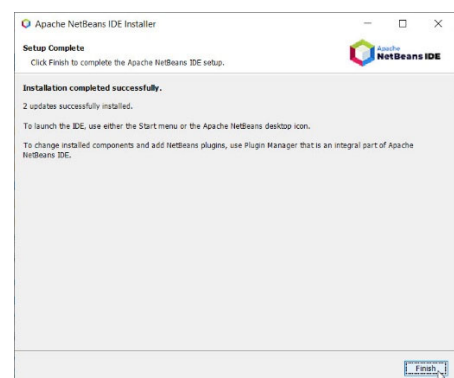 Apache NetBeans IDE Installer
Setup Complete
Click Finish to complete the Apache NetBeans IDE setup.
Apache
NetBeans IDE
Installation completed successfully.
2 updates successfully installed.
To launch the IDE, use either the Start menu or the Apache NetBeans desktop icon.
To change installed components and add NetBeans plugins, use Plugin Manager that is an integral part of Apache
NetBeans IDE.
Finish